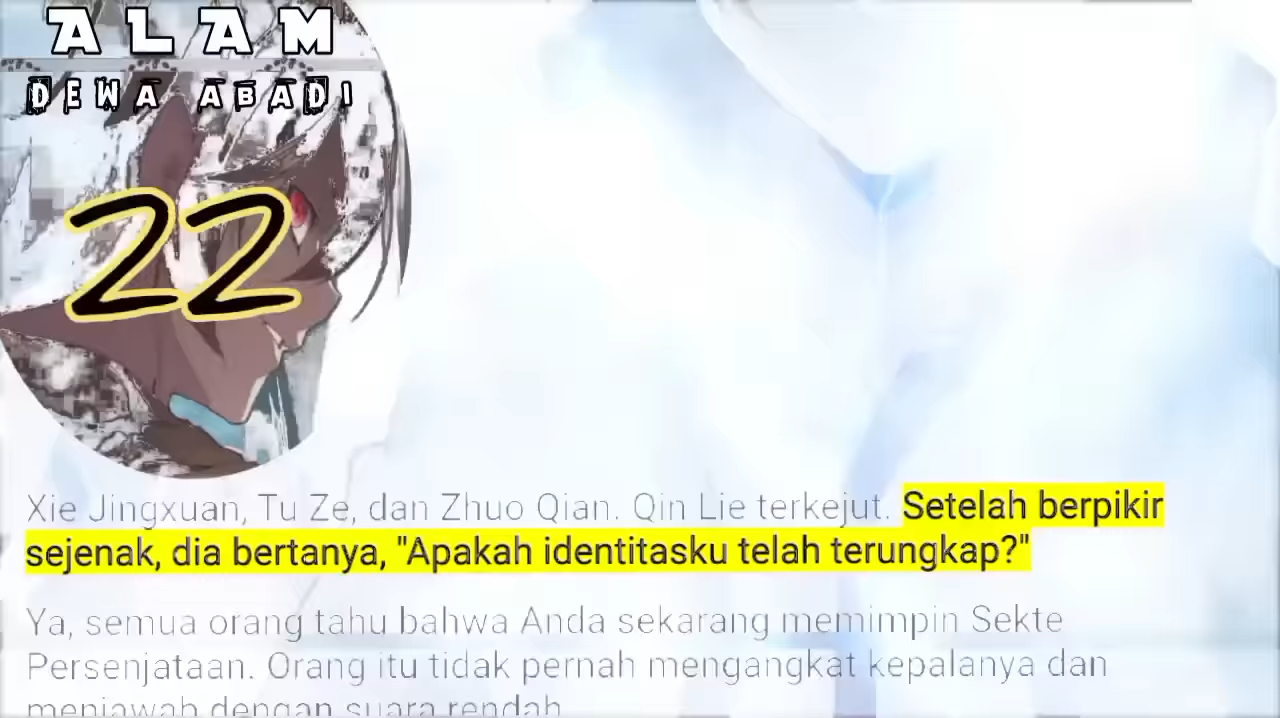 ALAM
DEWA ABADI
22
Xie Jingxuan, Tu Ze, dan Zhuo Qian. Qin Lie terkejut. Setelah berpikir
sejenak, dia bertanya, "Apakah identitasku telah terungkap?"
Ya, semua orang tahu bahwa Anda sekarang memimpin Sekte
Persenjataan. Orang itu tidak pernah mengangkat kepalanya dan
menjawab dengan suara rendah